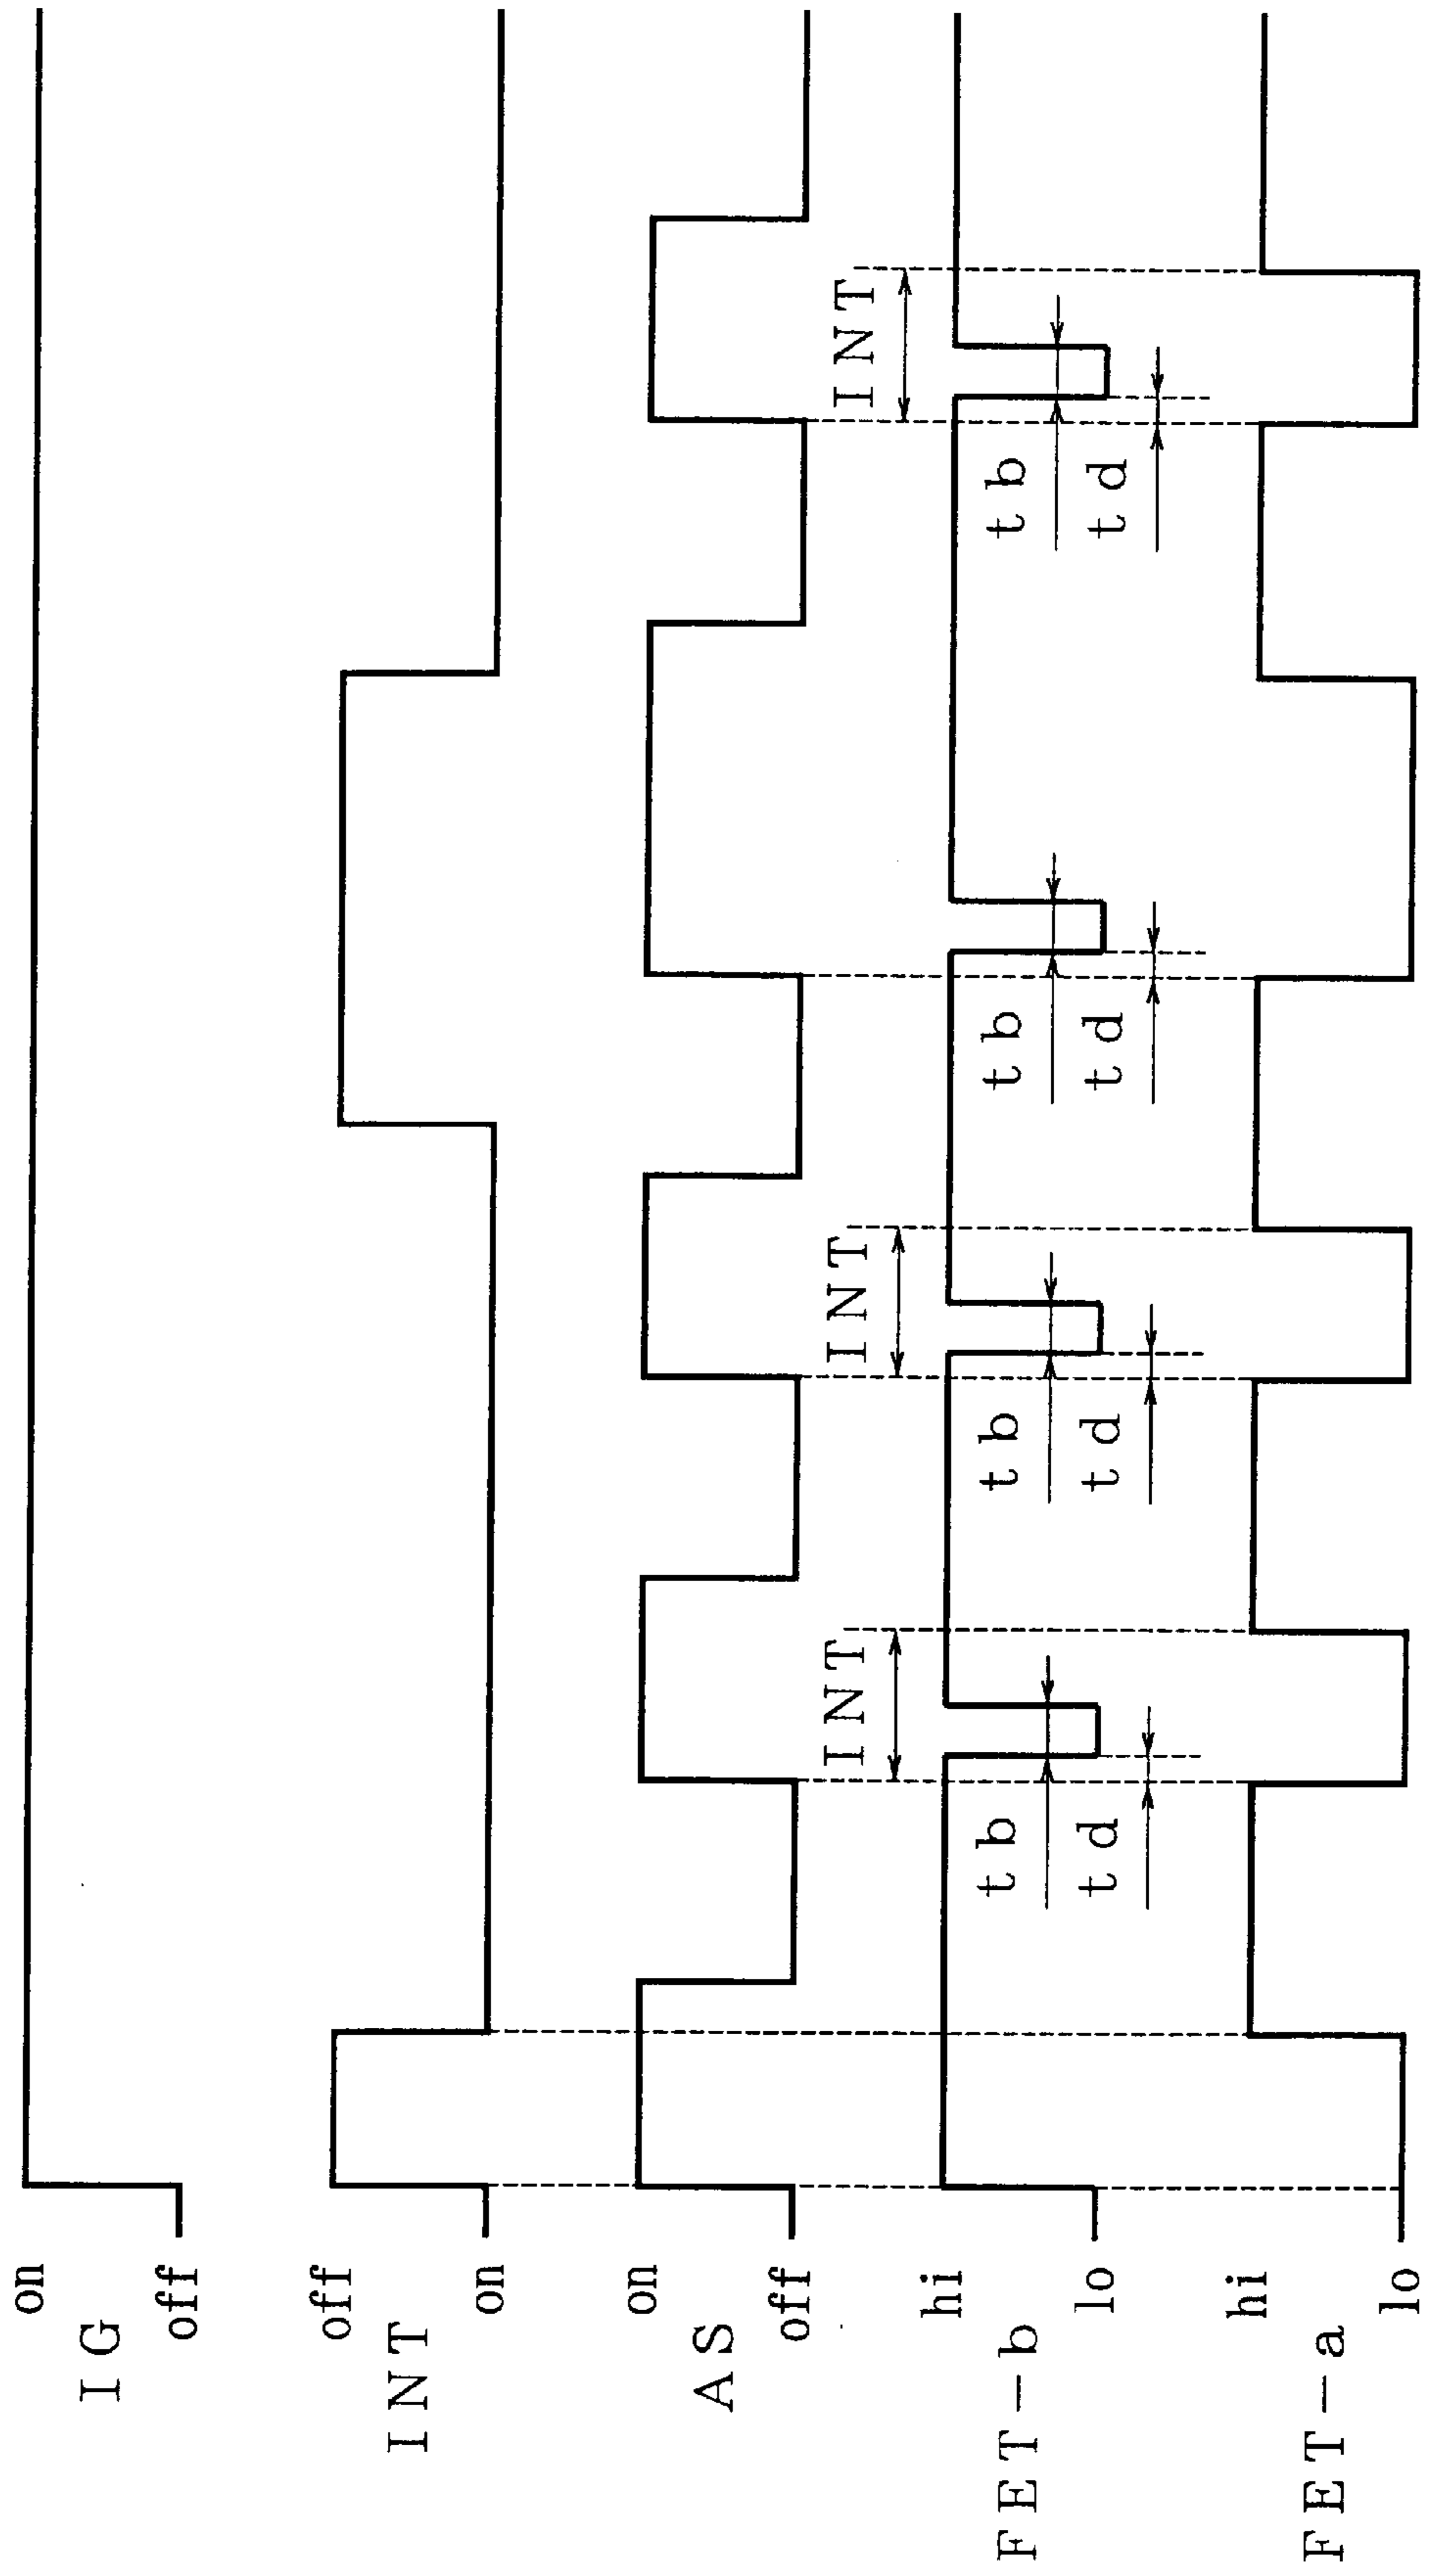 on
IG
off
off
INT
on
on
AS
off
INT
INT
INT
hi
FET-b
lo
tb
tb
tb
tb
td
td
td
td
hi
FET-a
lo